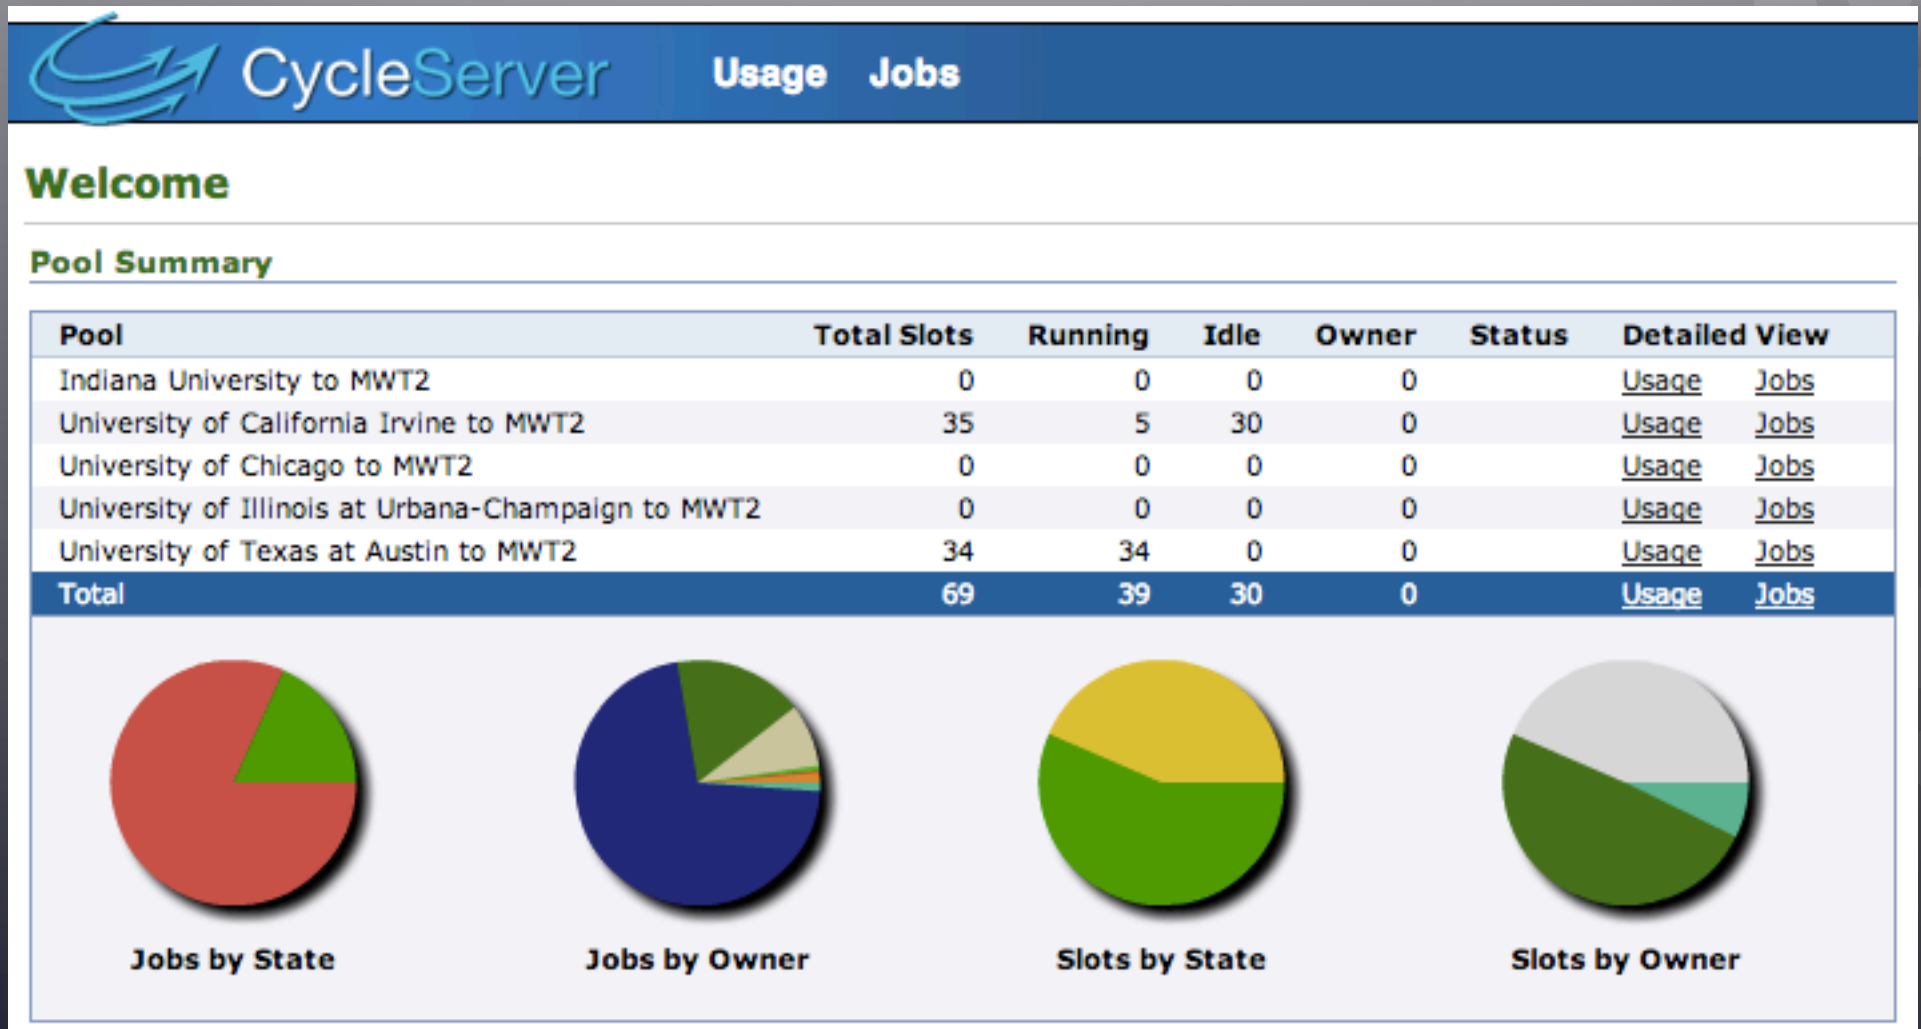 CycleServer Usage Jobs
Welcome
Pool Summary
Pool Total Slots Running Idle Owner Status Detailed View
Indiana University to MWT2 0 0 0 0 Usage Jobs
University of California Irvine to MWT2 35 5 30 0 Usage Jobs
University of Chicago to MWT2 0 0 0 0 Usage Jobs
University of Illinois at Urbana-Champaign to MWT2 0 0 0 0 Usage Jobs
University of Texas at Austin to MWT2 34 34 0 0 Usage Jobs
Total 69 39 30 0 Usage Jobs
Jobs by State Jobs by Owner Slots by State Slots by Owner